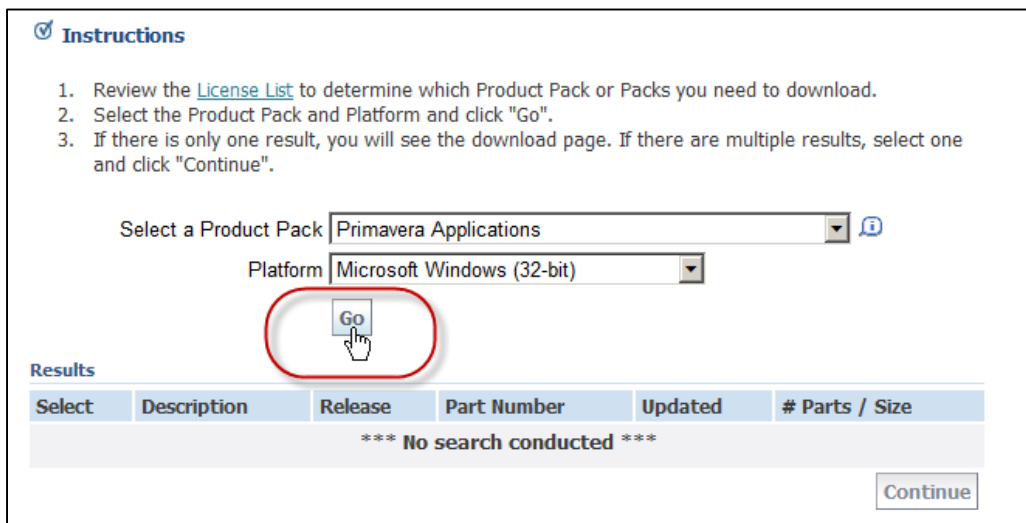 Instructions
1. Review the License List to determine which Product Pack or Packs you need to download.
2. Select the Product Pack and Platform and click "Go".
3. If there is only one result, you will see the download page. If there are multiple results, select one
and click "Continue".
Select a Product Pack Primavera Applications
Platform Microsoft Windows (32-bit)
Go
Results
Select Description Release Part Number Updated # Parts / Size
*** No search conducted ***
Continue